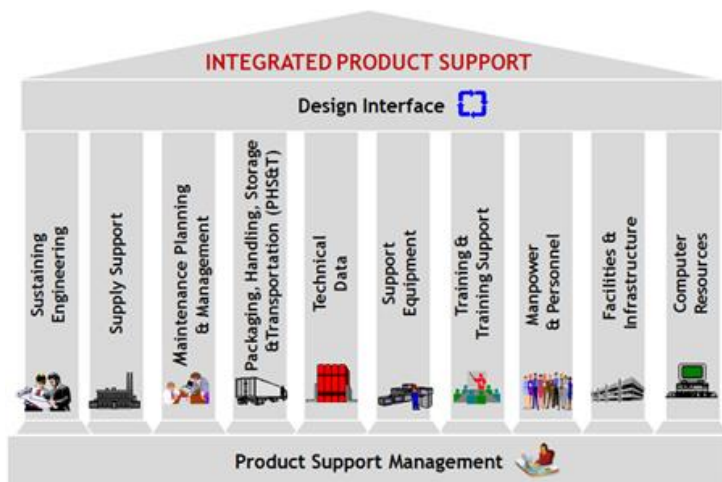 INTEGRATED PRODUCT SUPPORT
Design Interface
Sustaining
Engineering
Supply Support
Maintenance Planning
& Management
Packaging, Handling, Storage
&Transportation (PHS&T)
Technical
Data
Support
Equipment
Training &
Training Support
Manpower
& Personnel
Facilities &
Infrastructure
Computer
Resources
Product Support Management